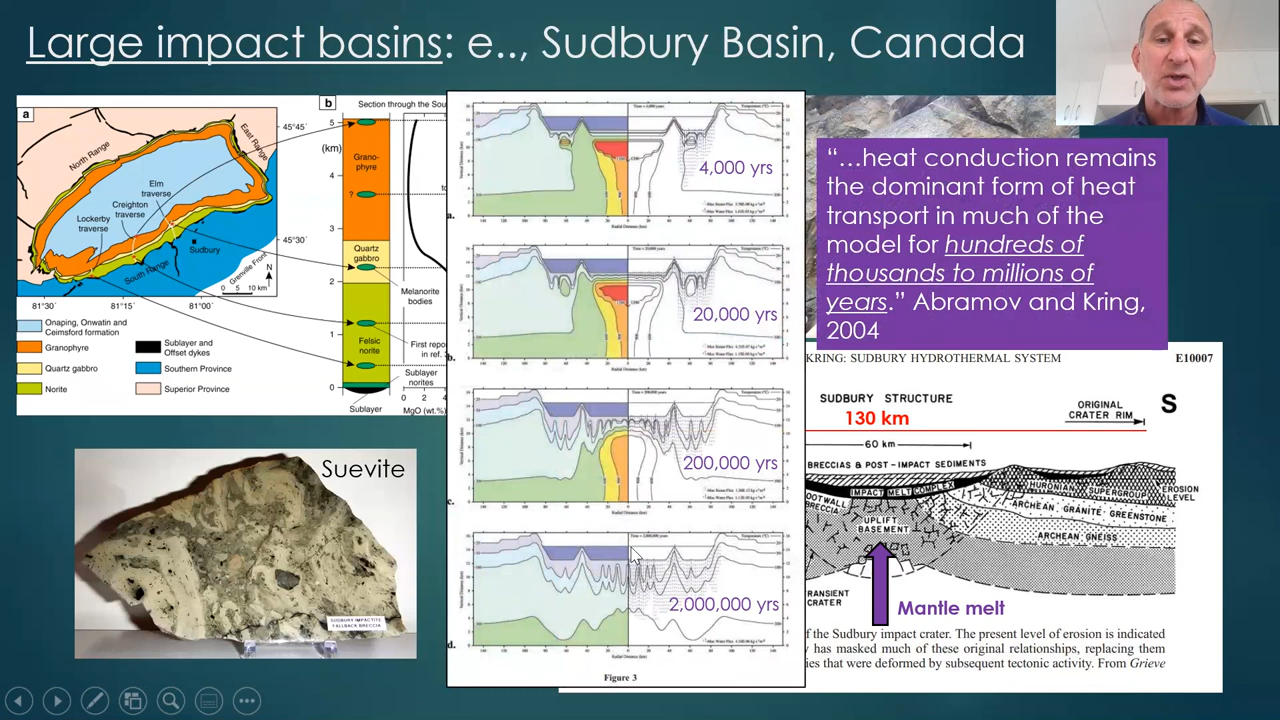 Large impact basins: e.., Sudbury Basin, Canada
a
North Range
East Range
45°45'
Elm
traverse
Creighton
traverse
Lockerby
traverse
Sudbury
45°30'
South Range
Grenville Front
N
0 5 10 km
81°30' 81°15' 81°00'
Onaping, Onwatin and
Ceimsford formation
Granophyre
Quartz gabbro
Norite
Sublayer and
Offset dykes
Southern Province
Superior Province
b Section through the Sou
5
(km)
4
?
3
2
1
0
Grano-
phyre
Quartz
gabbro
Felsic
norite
Melanorite
bodies
First repo
in ref.
Sublayer
norites
0 2 4
MgO (wt.%)
Sublayer
to
Suevite
SUDBURY IMPACTITE
FALLBACK BRECCIA
a.
4,000 yrs
b.
20,000 yrs
c.
200,000 yrs
d.
2,000,000 yrs
Radial Distance (km)
Figure 3
“...heat conduction remains
the dominant form of heat
transport in much of the
model for hundreds of
thousands to millions of
years.” Abramov and Kring,
2004
KRING: SUDBURY HYDROTHERMAL SYSTEM E10007
SUDBURY STRUCTURE
130 km
ORIGINAL
CRATER RIM
S
60 km
BRECCIAS & POST-IMPACT SEDIMENTS
IMPACT MELT COMPLEX
HURONIAN
LEVEL
OOTWALL
BRECCIA
UPLIFT
BASEMENT
ARCHEAN GRANITE GREENSTONE
ARCHEAN GNEISS
TRANSIENT
CRATER
Mantle melt
of the Sudbury impact crater. The present level of erosion is indicated
y has masked much of these original relationships, replacing them
ies that were deformed by subsequent tectonic activity. From Grieve